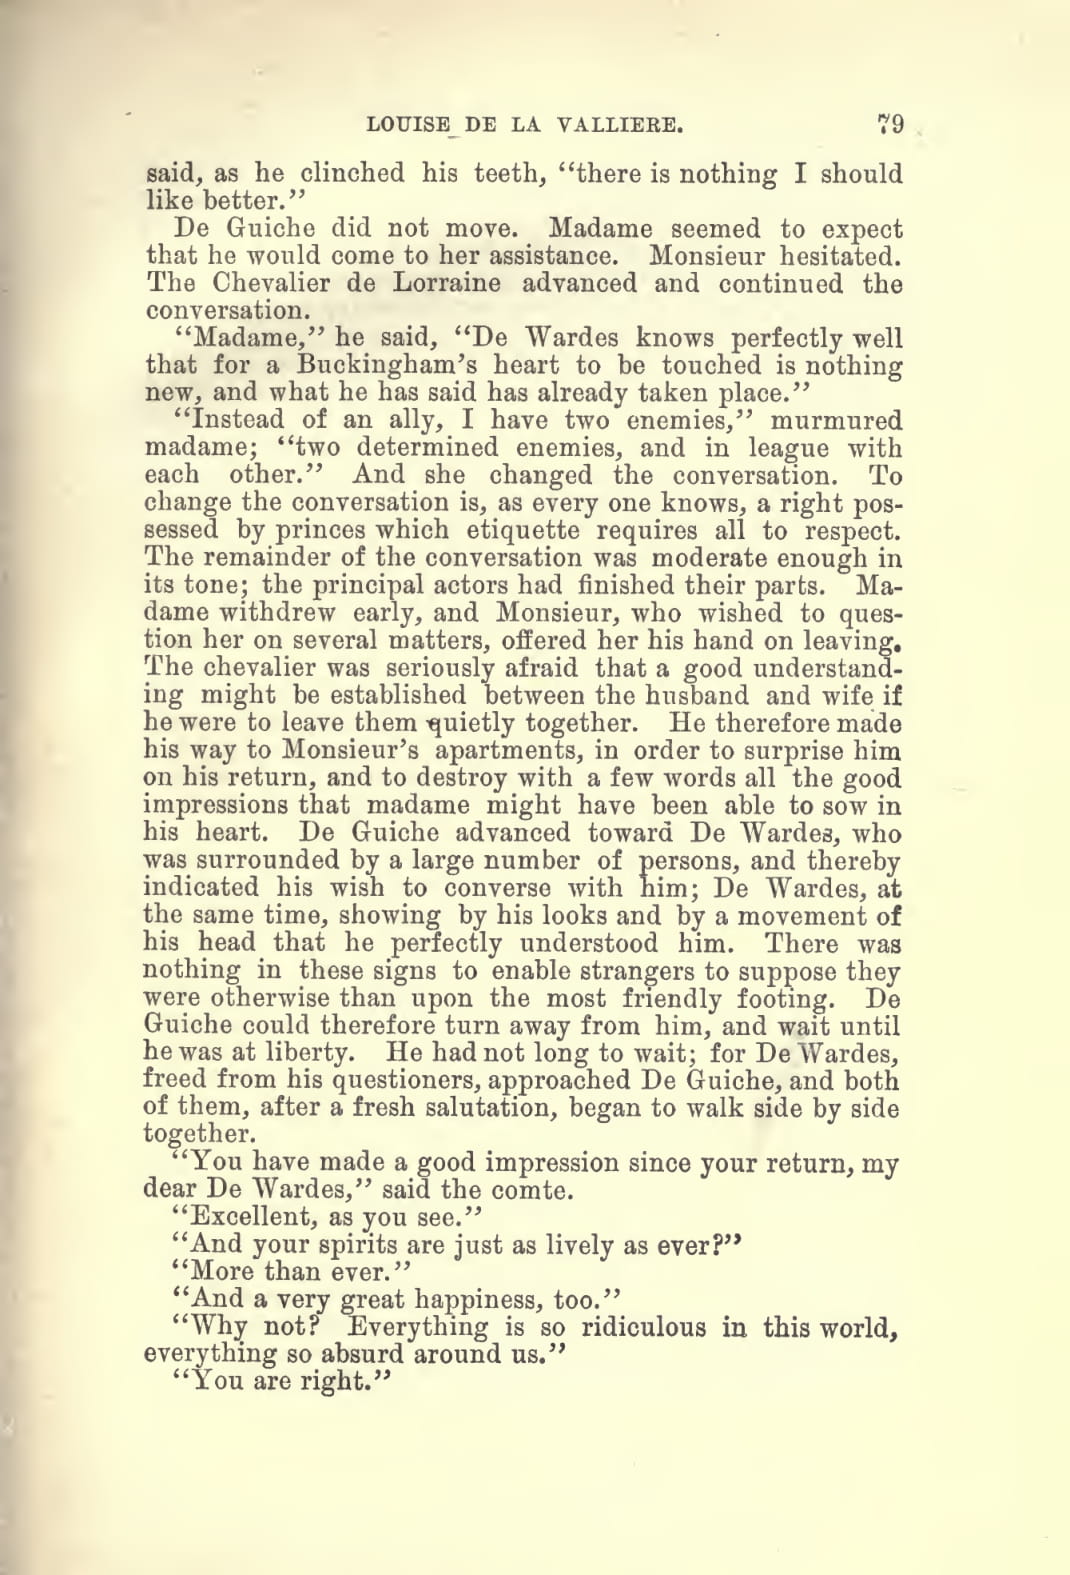 LOUISE DE LA VALLIERE. 79
said, as he clinched his teeth, “there is nothing I should
like better.”
De Guiche did not move. Madame seemed to expect
that he would come to her assistance. Monsieur hesitated.
The Chevalier de Lorraine advanced and continued the
conversation.
“Madame,” he said, “De Wardes knows perfectly well
that for a Buckingham’s heart to be touched is nothing
new, and what he has said has already taken place.”
“Instead of an ally, I have two enemies,” murmured
madame; “two determined enemies, and in league with
each other.” And she changed the conversation. To
change the conversation is, as every one knows, a right pos-
sessed by princes which etiquette requires all to respect.
The remainder of the conversation was moderate enough in
its tone; the principal actors had finished their parts. Ma-
dame withdrew early, and Monsieur, who wished to ques-
tion her on several matters, offered her his hand on leaving.
The chevalier was seriously afraid that a good understand-
ing might be established between the husband and wife if
he were to leave them quietly together. He therefore made
his way to Monsieur’s apartments, in order to surprise him
on his return, and to destroy with a few words all the good
impressions that madame might have been able to sow in
his heart. De Guiche advanced toward De Wardes, who
was surrounded by a large number of persons, and thereby
indicated his wish to converse with him; De Wardes, at
the same time, showing by his looks and by a movement of
his head that he perfectly understood him. There was
nothing in these signs to enable strangers to suppose they
were otherwise than upon the most friendly footing. De
Guiche could therefore turn away from him, and wait until
he was at liberty. He had not long to wait; for De Wardes,
freed from his questioners, approached De Guiche, and both
of them, after a fresh salutation, began to walk side by side
together.
“You have made a good impression since your return, my
dear De Wardes,” said the comte.
“Excellent, as you see.”
“And your spirits are just as lively as ever?”
“More than ever.”
“And a very great happiness, too.”
“Why not? Everything is so ridiculous in this world,
everything so absurd around us.”
“You are right.”